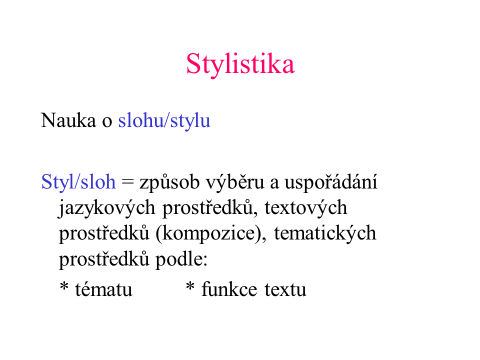 Stylistika
Nauka o slohu/stylu
Styl/sloh = způsob výběru a uspořádání
jazykových prostředků, textových
prostředků (kompozice), tematických
prostředků podle:
* tématu * funkce textu